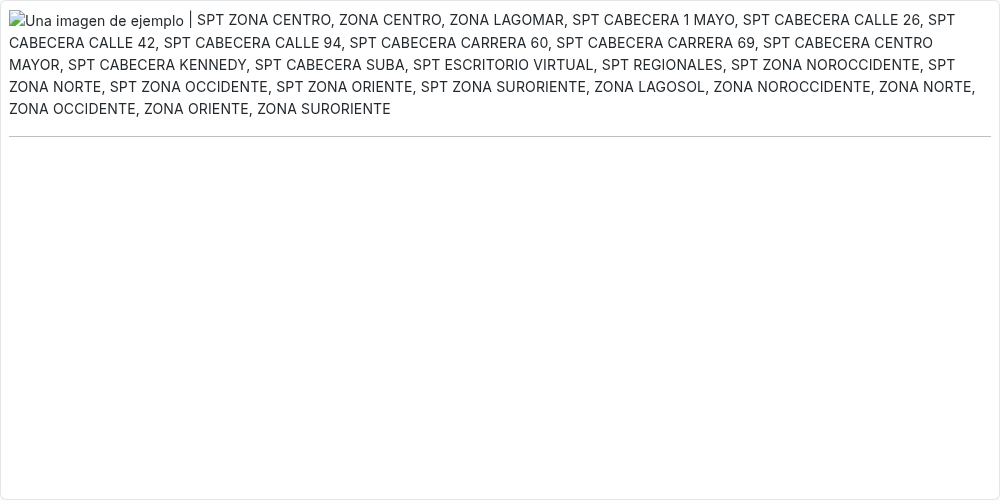 Una imagen de ejemplo | SPT ZONA CENTRO, ZONA CENTRO, ZONA LAGOMAR, SPT CABECERA 1 MAYO, SPT CABECERA CALLE 26, SPT
CABECERA CALLE 42, SPT CABECERA CALLE 94, SPT CABECERA CARRERA 60, SPT CABECERA CARRERA 69, SPT CABECERA CENTRO
MAYOR, SPT CABECERA KENNEDY, SPT CABECERA SUBA, SPT ESCRITORIO VIRTUAL, SPT REGIONALES, SPT ZONA NOROCCIDENTE, SPT
ZONA NORTE, SPT ZONA OCCIDENTE, SPT ZONA ORIENTE, SPT ZONA SURORIENTE, ZONA LAGOSOL, ZONA NOROCCIDENTE, ZONA NORTE,
ZONA OCCIDENTE, ZONA ORIENTE, ZONA SURORIENTE